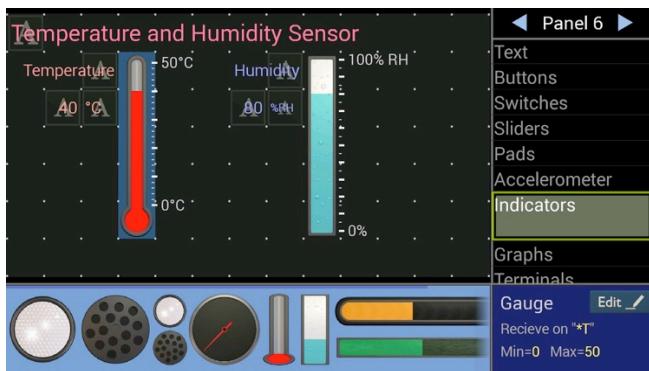 Temperature and Humidity Sensor
Temperature
40 °C
50°C
0°C
Humidity
80 %RH
100% RH
0%
Panel 6
Text
Buttons
Switches
Sliders
Pads
Accelerometer
Indicators
Graphs
Terminals
Gauge
Edit
Recieve on "*T"
Min=0 Max=50